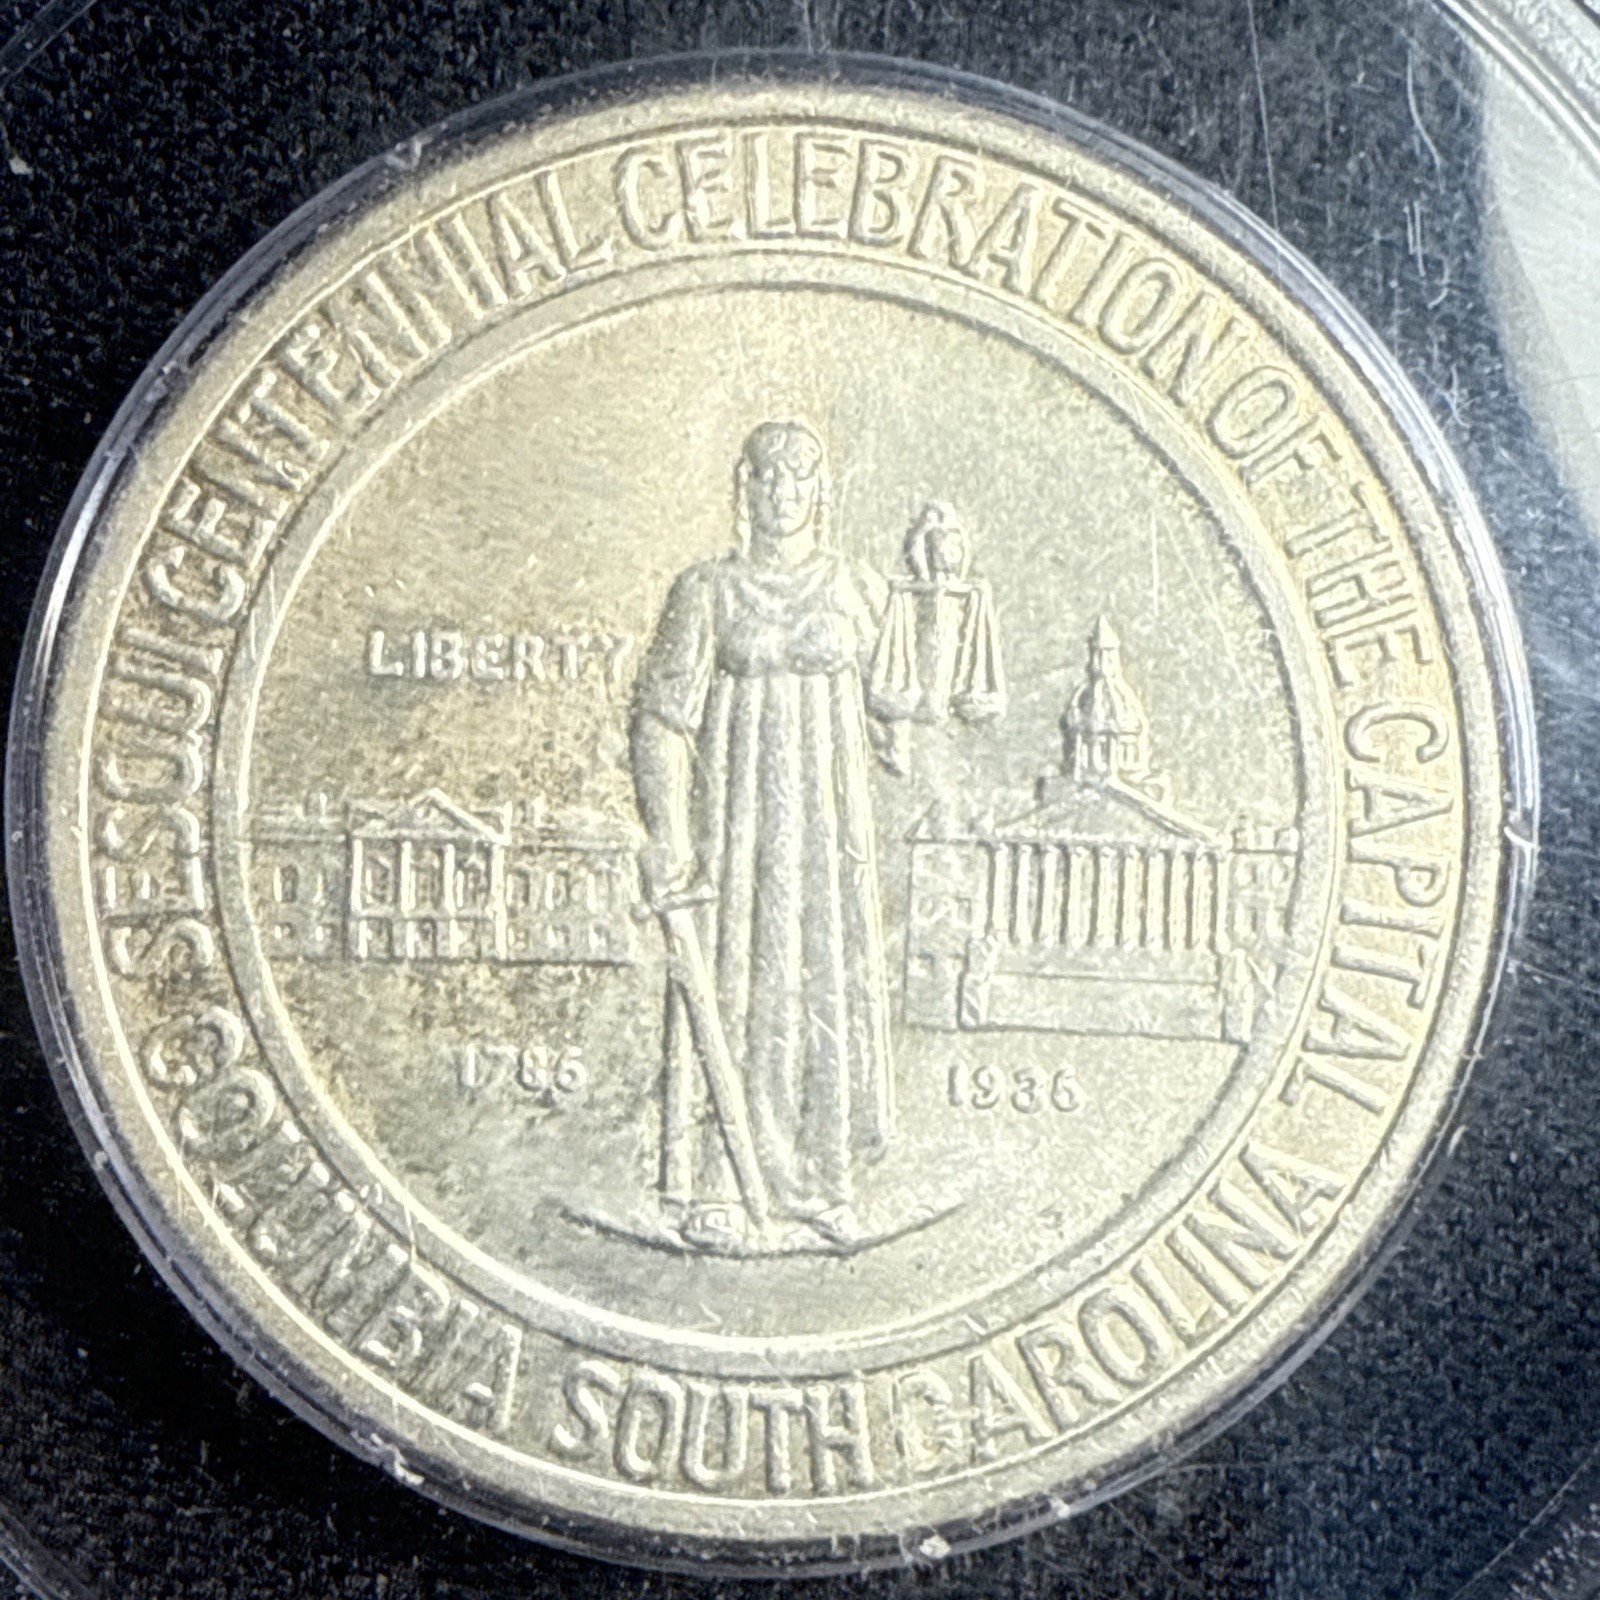 SESQUICENTENNIAL CELEBRATION OF THE CAPITAL
COLUMBIA SOUTH CAROLINA
LIBERTY
1786
1936